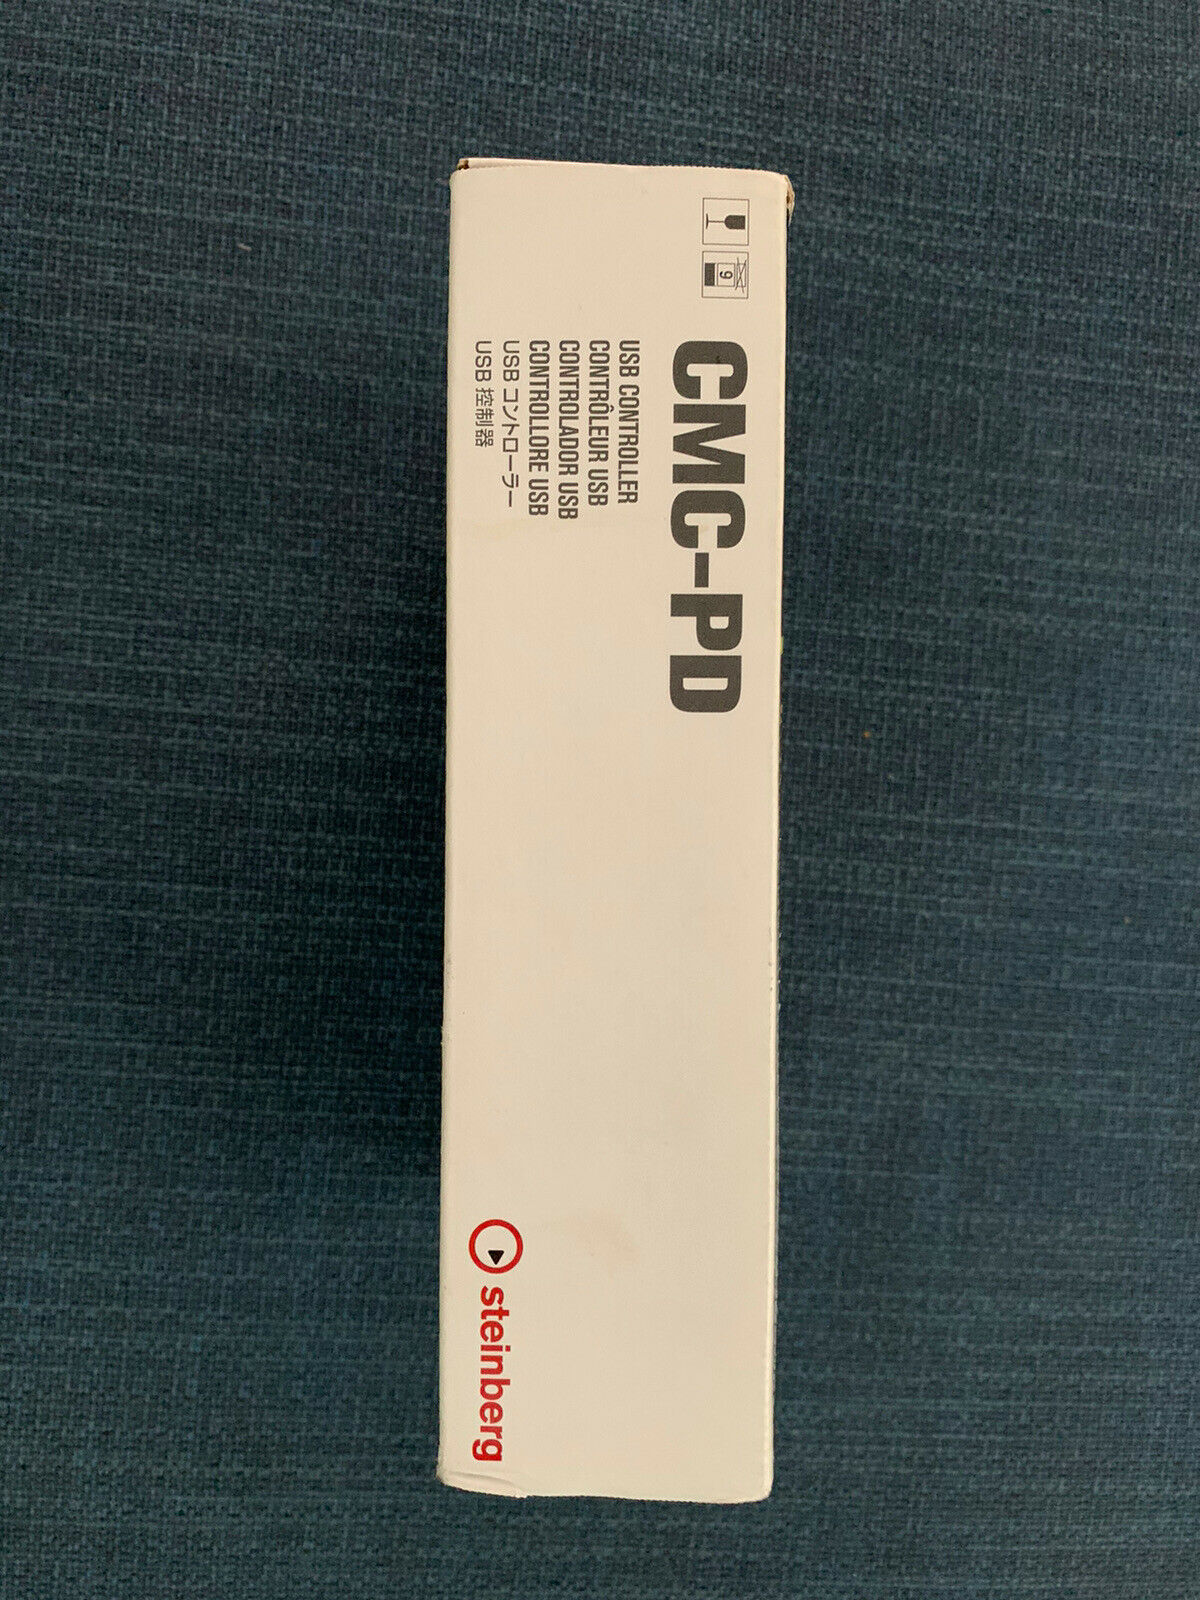 9
CMC-PD
USB CONTROLLER
CONTRÔLEUR USB
CONTROLADOR USB
CONTROLLORE USB
USB コントローラー
USB 控制器
steinberg